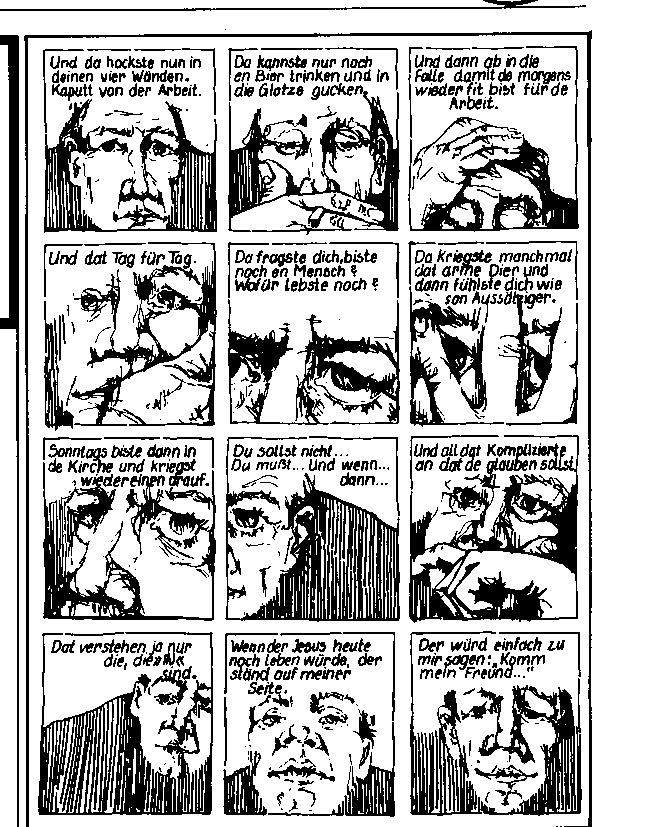 Und da hockste nun in
deinen vier Wänden.
Kaputt von der Arbeit.
Da kannste nur noch
en Bier trinken und in
die Glotze gucken.
Und dann ab in die
Falle damit de morgens
wieder fit bist für de
Arbeit.
Und dat Tag für Tag.
Da fragste dich, biste
noch en Mensch?
Wofür lebste noch?
Da kriegste manchmal
dat arme Dier und
dann fühlste dich wie
son Aussätziger.
Sonntags biste dann in
de Kirche und kriegst
wieder einen drauf.
Du sollst nicht...
Du mußt... Und wenn...
dann...
Und all dat Komplizierte
an dat de glauben sollst.
Dat verstehen ja nur
die, die
sind.
Wenn der Jesus heute
noch leben würde, der
ständ auf meiner
Seite.
Der würd einfach zu
mir sagen: „Komm
mein Freund..."